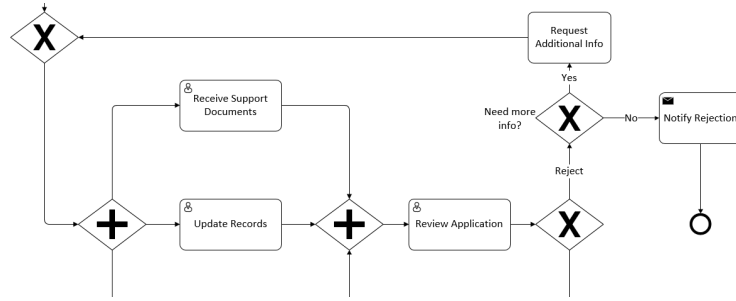 Request
Additional Info
Yes
Receive Support
Documents
Need more
info?
No
Notify Rejection
Reject
Update Records
Review Application